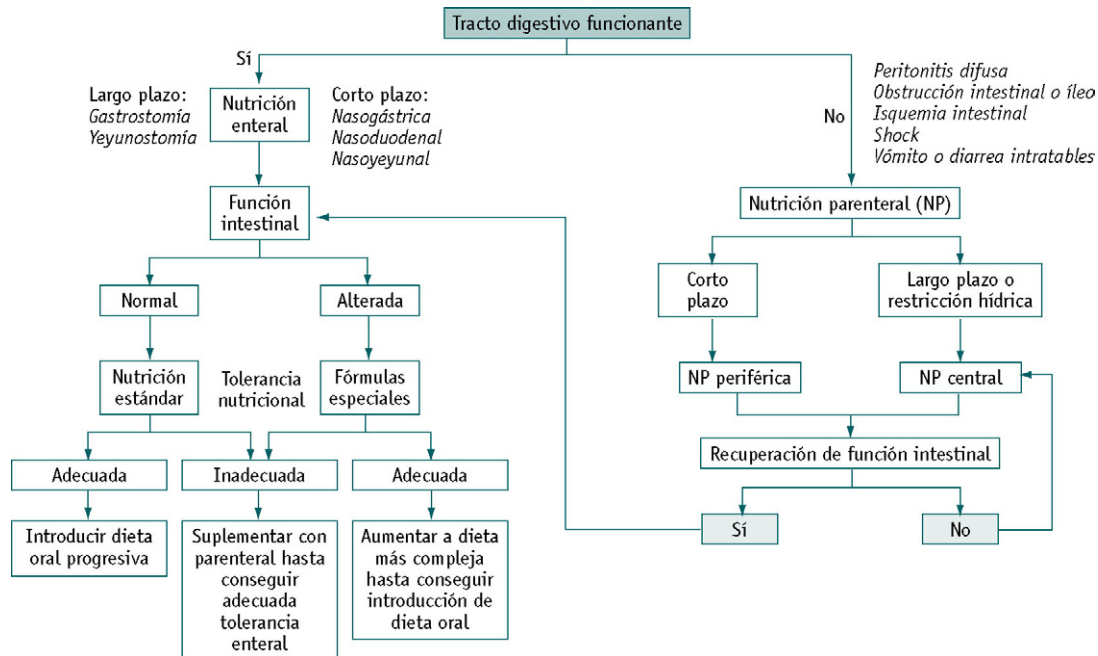 Tracto digestivo funcionante
Sí
Largo plazo:
Gastrostomía
Yeyunostomía
Nutrición
enteral
Corto plazo:
Nasogástrica
Nasoduodenal
Nasoyeyunal
No
Peritonitis difusa
Obstrucción intestinal o íleo
Isquemia intestinal
Shock
Vómito o diarrea intratables
Función
intestinal
Nutrición parenteral (NP)
Normal
Alterada
Corto
plazo
Largo plazo o
restricción hídrica
Nutrición
estándar
Tolerancia
nutricional
Fórmulas
especiales
NP periférica
NP central
Adecuada
Inadecuada
Adecuada
Recuperación de función intestinal
Introducir dieta
oral progresiva
Suplementar con
parenteral hasta
conseguir
adecuada
tolerancia
enteral
Aumentar a dieta
más compleja
hasta conseguir
introducción de
dieta oral
Sí
No